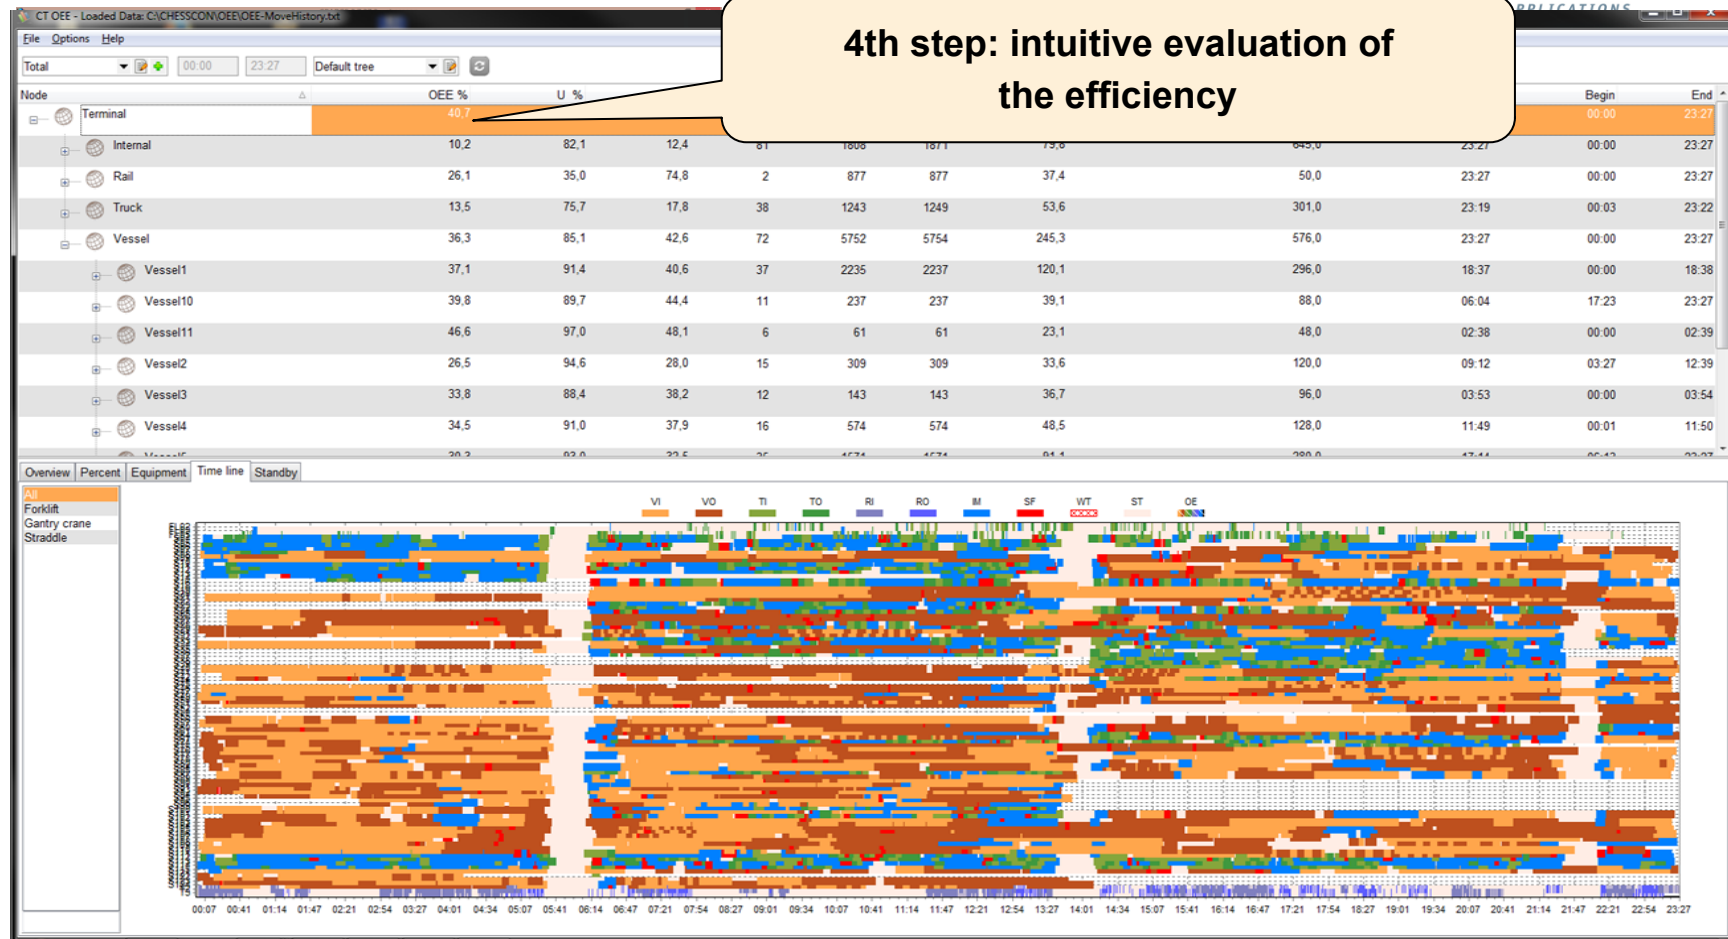 CT OEE - Loaded Data: C:\CHESSCON\OEE\OEE-MoveHistory.txt
PPLICATIONS
4th step: intuitive evaluation of
the efficiency
File Options Help
Total 00:00 23:27 Default tree
Node OEE % U % Begin End
Terminal 40,7 00:00 23:27
Internal 10,2 82,1 12,4 81 1808 1871 79,8 645,0 23:27 00:00 23:27
Rail 26,1 35,0 74,8 2 877 877 37,4 50,0 23:27 00:00 23:27
Truck 13,5 75,7 17,8 38 1243 1249 53,6 301,0 23:19 00:03 23:22
Vessel 36,3 85,1 42,6 72 5752 5754 245,3 576,0 23:27 00:00 23:27
Vessel1 37,1 91,4 40,6 37 2235 2237 120,1 296,0 18:37 00:00 18:38
Vessel10 39,8 89,7 44,4 11 237 237 39,1 88,0 06:04 17:23 23:27
Vessel11 46,6 97,0 48,1 6 61 61 23,1 48,0 02:38 00:00 02:39
Vessel2 26,5 94,6 28,0 15 309 309 33,6 120,0 09:12 03:27 12:39
Vessel3 33,8 88,4 38,2 12 143 143 36,7 96,0 03:53 00:00 03:54
Vessel4 34,5 91,0 37,9 16 574 574 48,5 128,0 11:49 00:01 11:50
Overview Percent Equipment Time line Standby
All
Forklift
Gantry crane
Straddle
VI VO TI TO RI RO IM SF WT ST OE
00:07 00:41 01:14 01:47 02:21 02:54 03:27 04:01 04:34 05:07 05:41 06:14 06:47 07:21 07:54 08:27 09:01 09:34 10:07 10:41 11:14 11:47 12:21 12:54 13:27 14:01 14:34 15:07 15:41 16:14 16:47 17:21 17:54 18:27 19:01 19:34 20:07 20:41 21:14 21:47 22:21 22:54 23:27